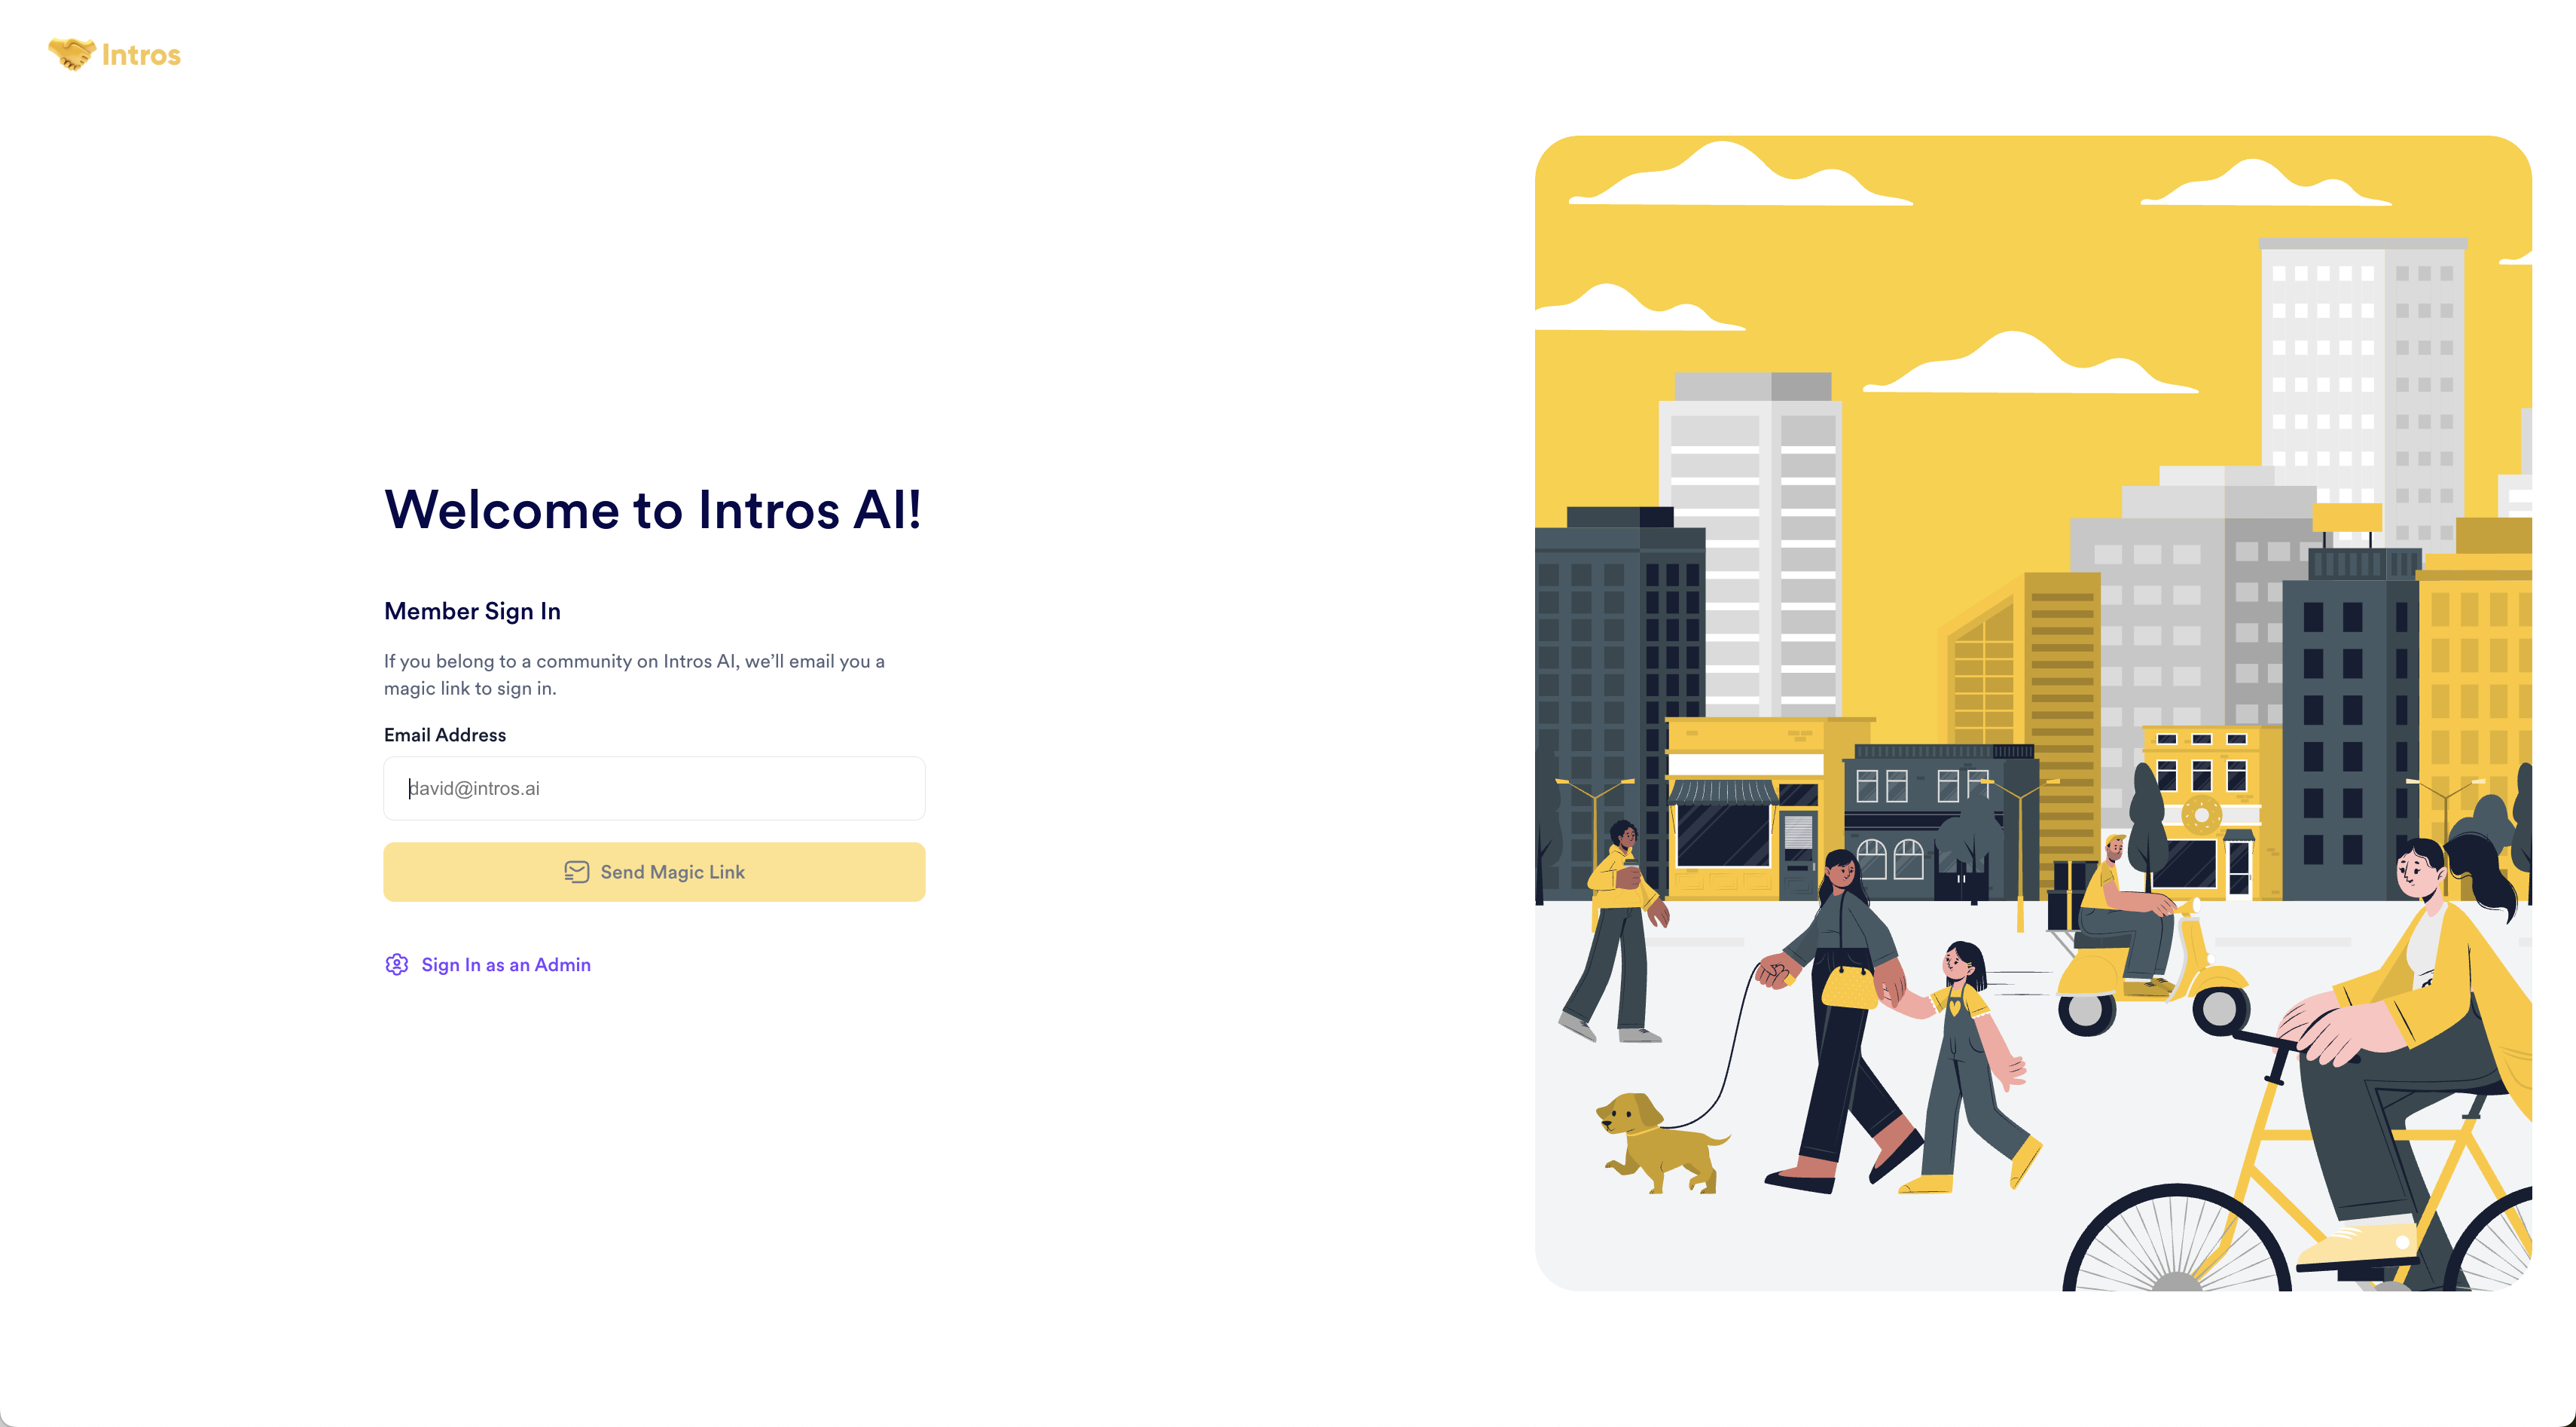 Intros
Welcome to Intros AI!
Member Sign In
If you belong to a community on Intros AI, we’ll email you a
magic link to sign in.
Email Address
david@intros.ai
Send Magic Link
Sign In as an Admin